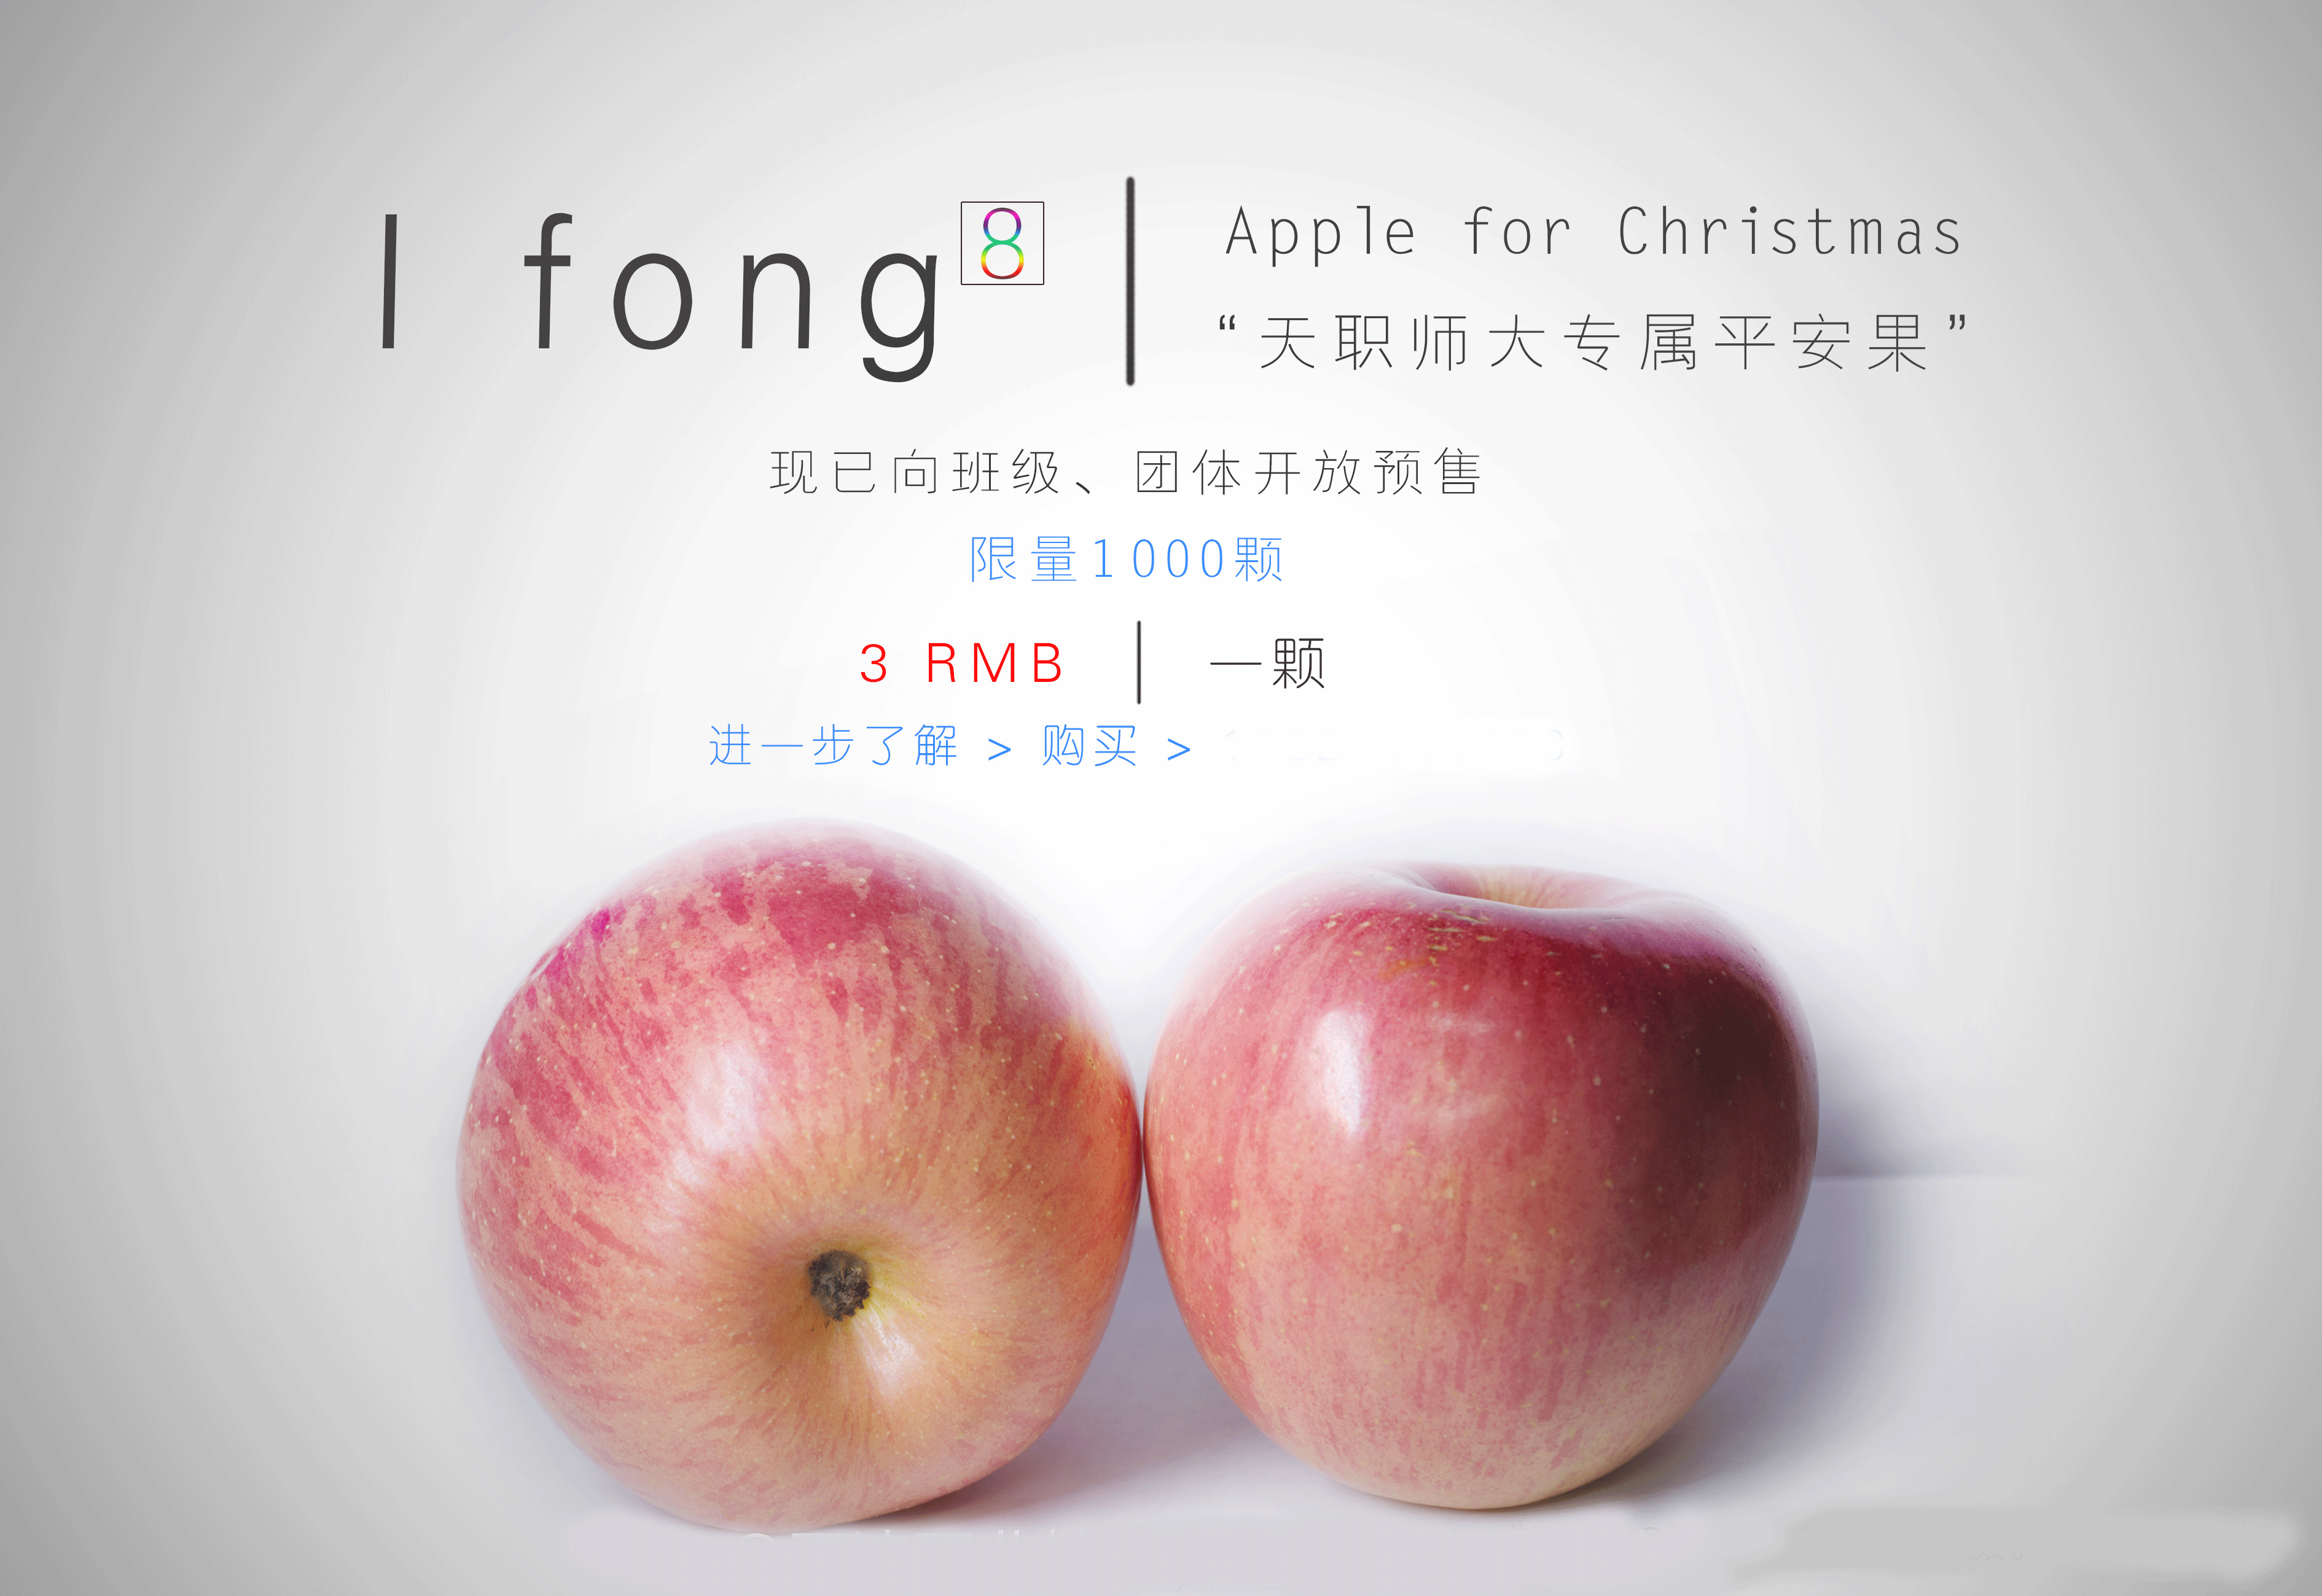 I fong8
Apple for Christmas
“天职师大专属平安果”
现已向班级、团体开放预售
限量1000颗
3 RMB | 一颗
进一步了解 > 购买 >